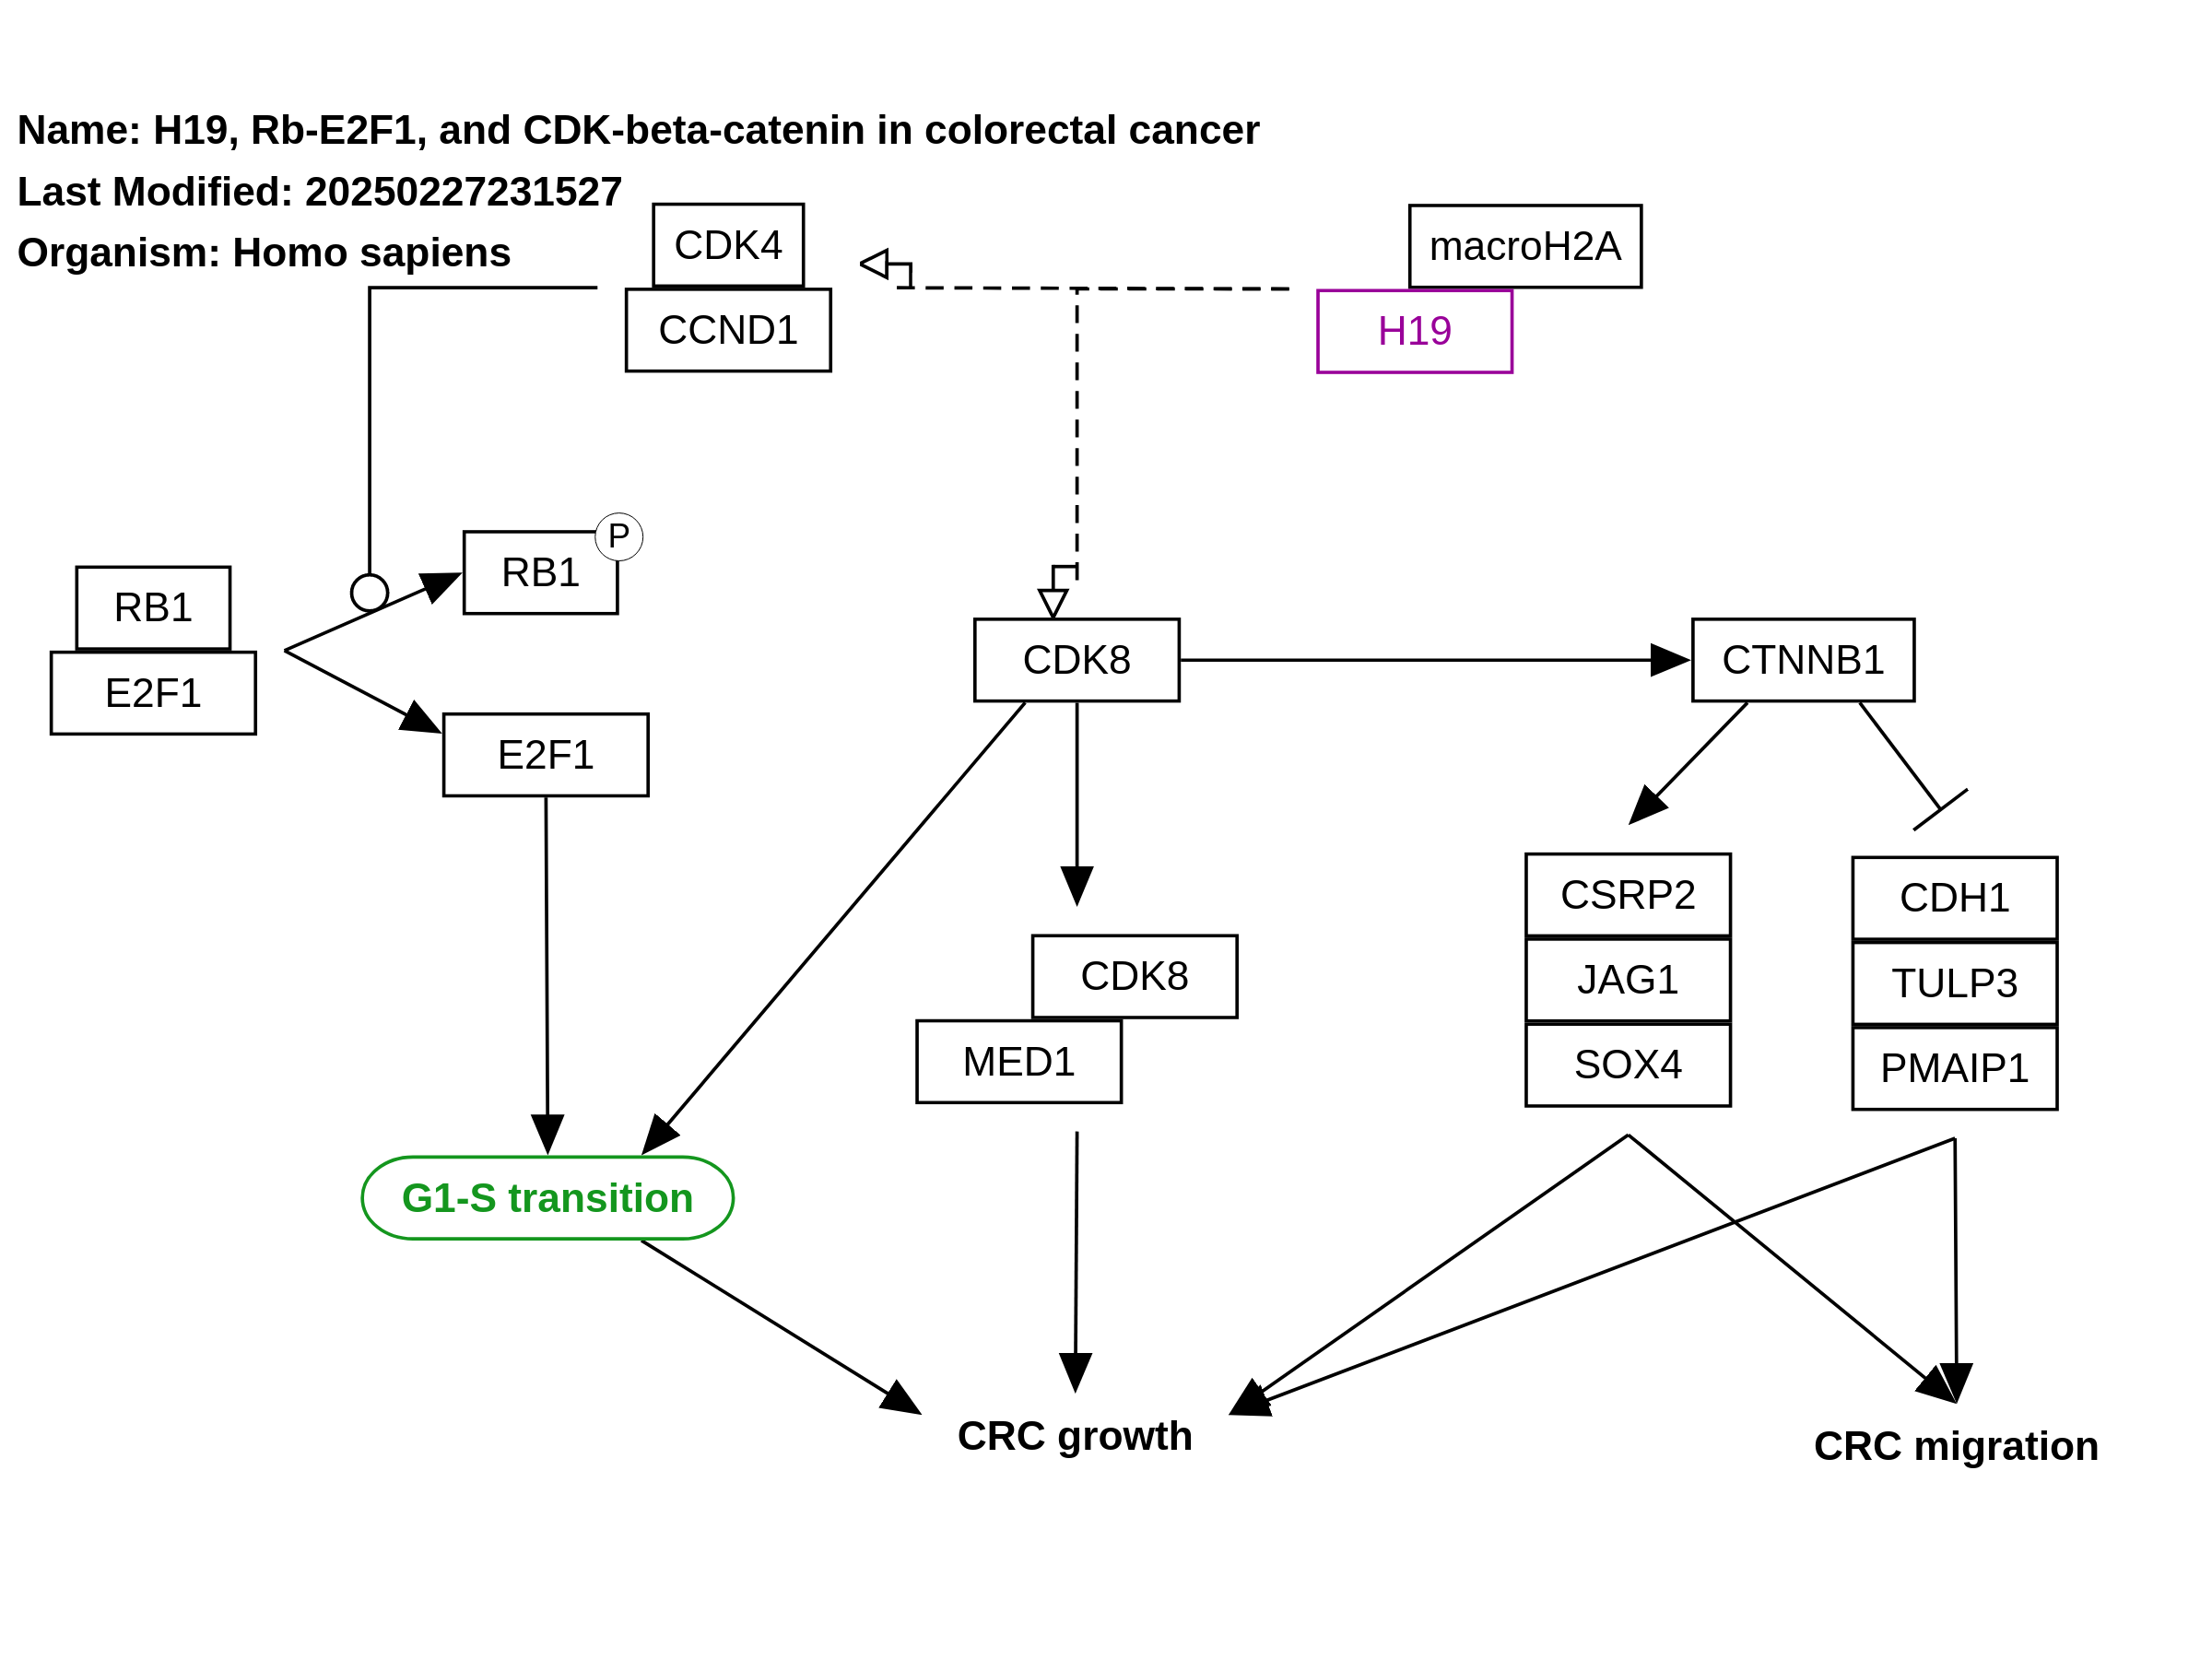 Name: H19, Rb-E2F1, and CDK-beta-catenin in colorectal cancer
Last Modified: 20250227231527
Organism: Homo sapiens
CDK4
CCND1
macroH2A
H19
RB1
E2F1
RB1
P
E2F1
CDK8
CTNNB1
CDK8
MED1
CSRP2
JAG1
SOX4
CDH1
TULP3
PMAIP1
G1-S transition
CRC growth
CRC migration